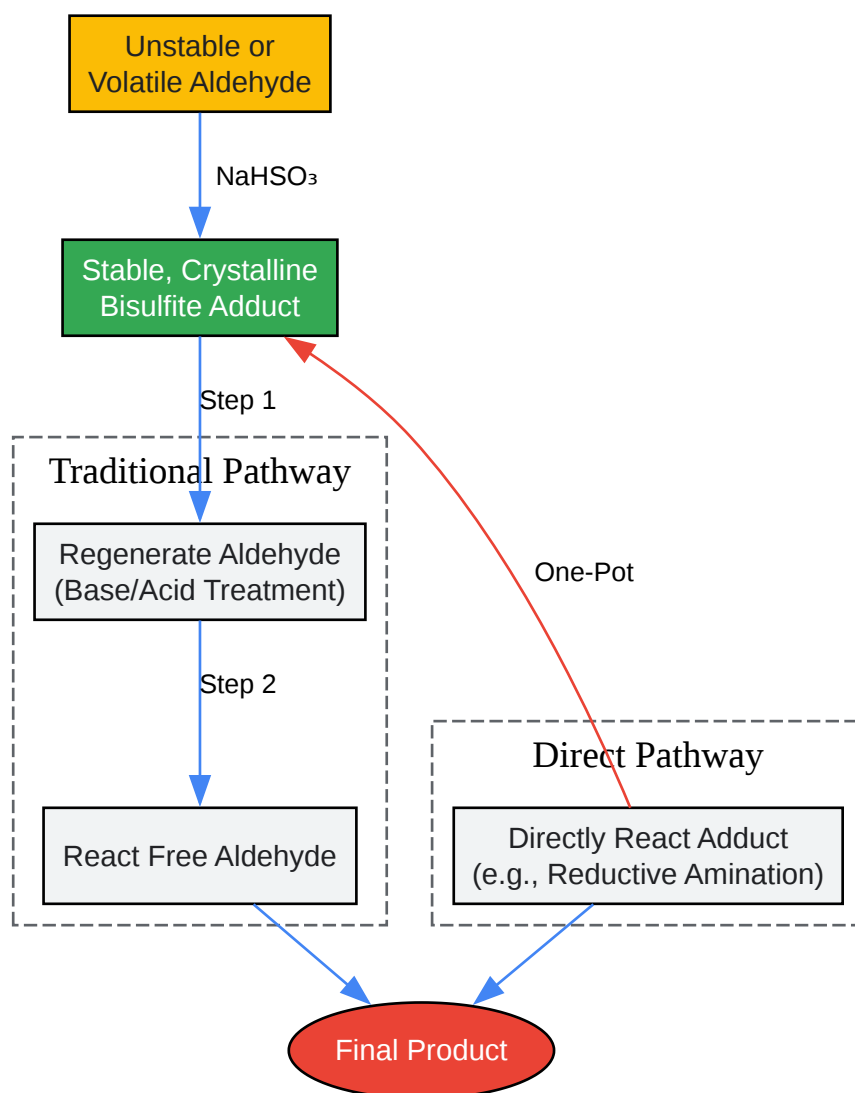 Unstable or
Volatile Aldehyde
NaHSO₃
Stable, Crystalline
Bisulfite Adduct
Step 1
Traditional Pathway
Regenerate Aldehyde
(Base/Acid Treatment)
One-Pot
Step 2
Direct Pathway
React Free Aldehyde
Directly React Adduct
(e.g., Reductive Amination)
Final Product